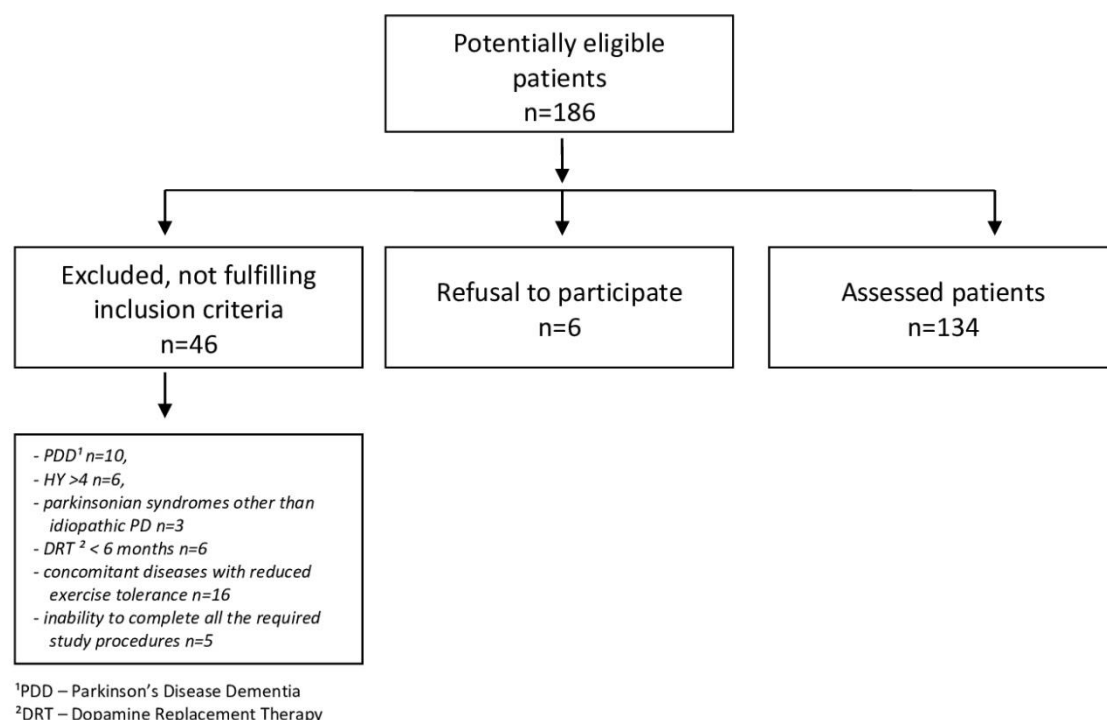 Potentially eligible
patients
n=186
Excluded, not fulfilling
inclusion criteria
n=46
Refusal to participate
n=6
Assessed patients
n=134
- PDD¹ n=10,
- HY >4 n=6,
- parkinsonian syndromes other than
idiopathic PD n=3
- DRT ² < 6 months n=6
- concomitant diseases with reduced
exercise tolerance n=16
- inability to complete all the required
study procedures n=5
¹PDD – Parkinson’s Disease Dementia
²DRT – Dopamine Replacement Therapy